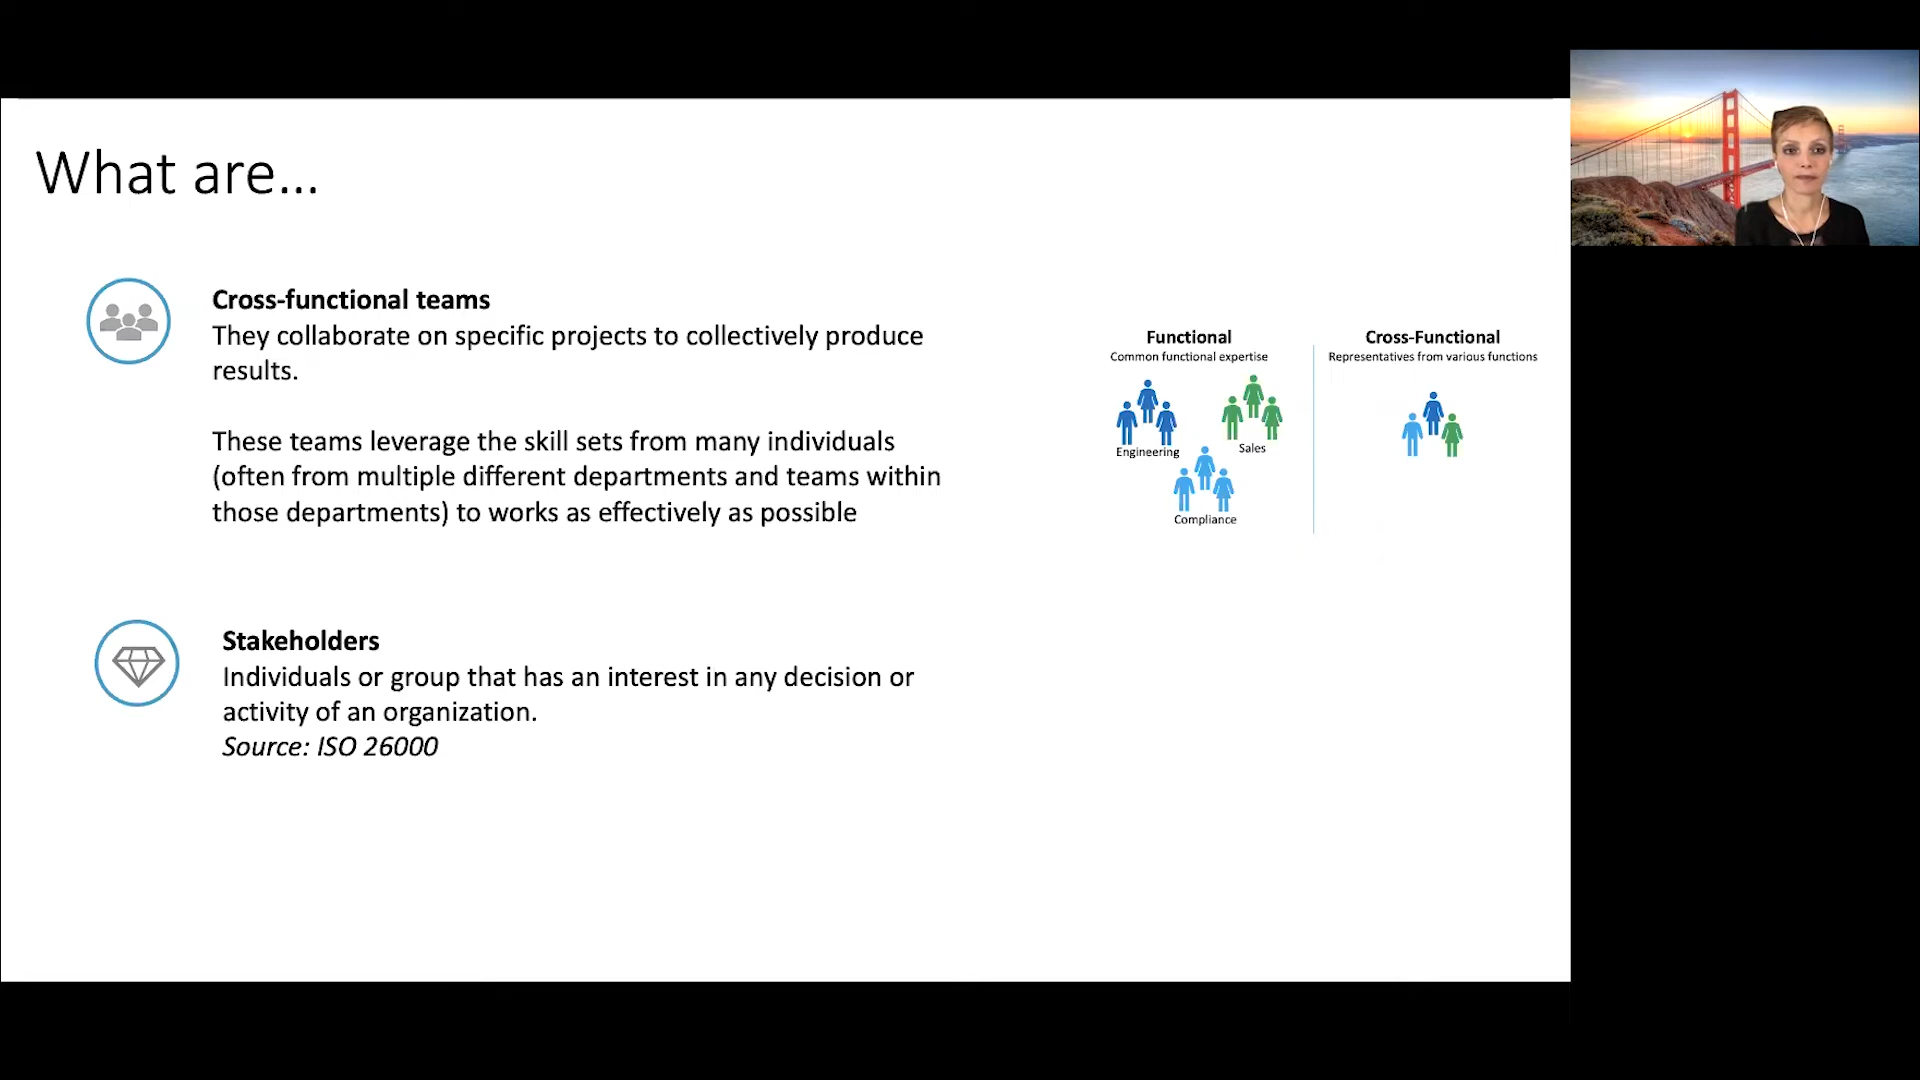 What are...
Cross-functional teams
They collaborate on specific projects to collectively produce
results.
These teams leverage the skill sets from many individuals
(often from multiple different departments and teams within
those departments) to works as effectively as possible
Stakeholders
Individuals or group that has an interest in any decision or
activity of an organization.
Source: ISO 26000
Functional
Common functional expertise
Engineering
Sales
Compliance
Cross-Functional
Representatives from various functions